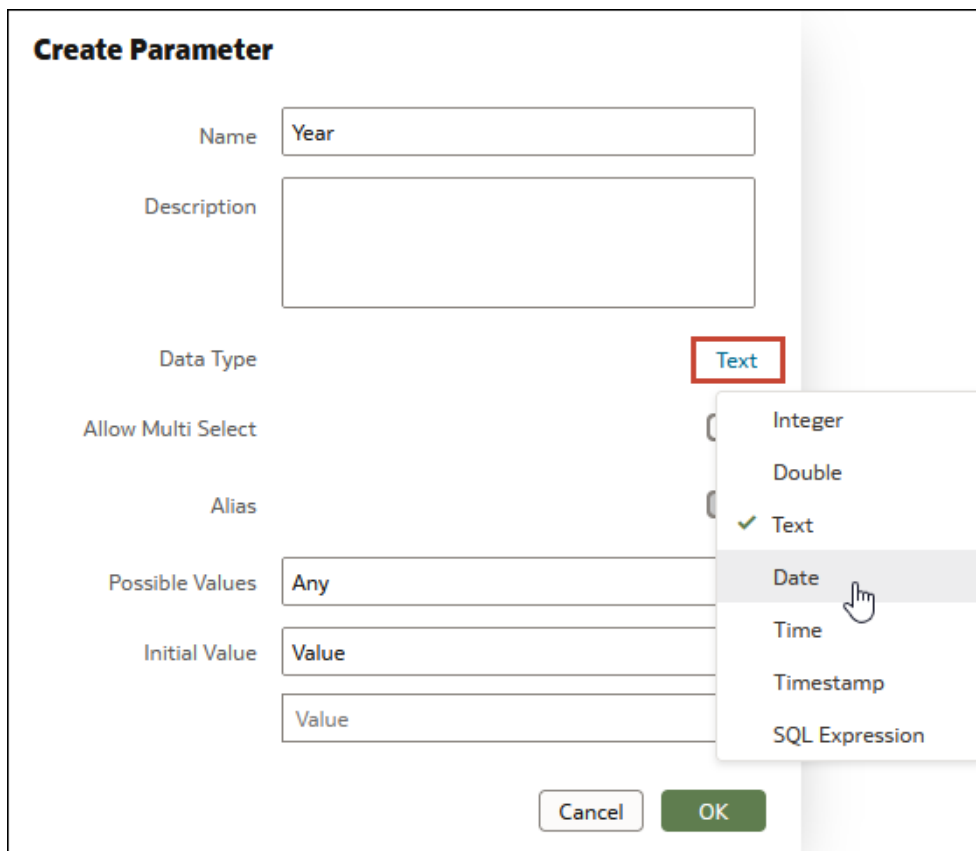 Create Parameter
Name Year
Description
Data Type Text
Integer
Allow Multi Select
Double
Alias
Text
Possible Values Any
Date
Time
Initial Value Value
Timestamp
Value
SQL Expression
Cancel OK